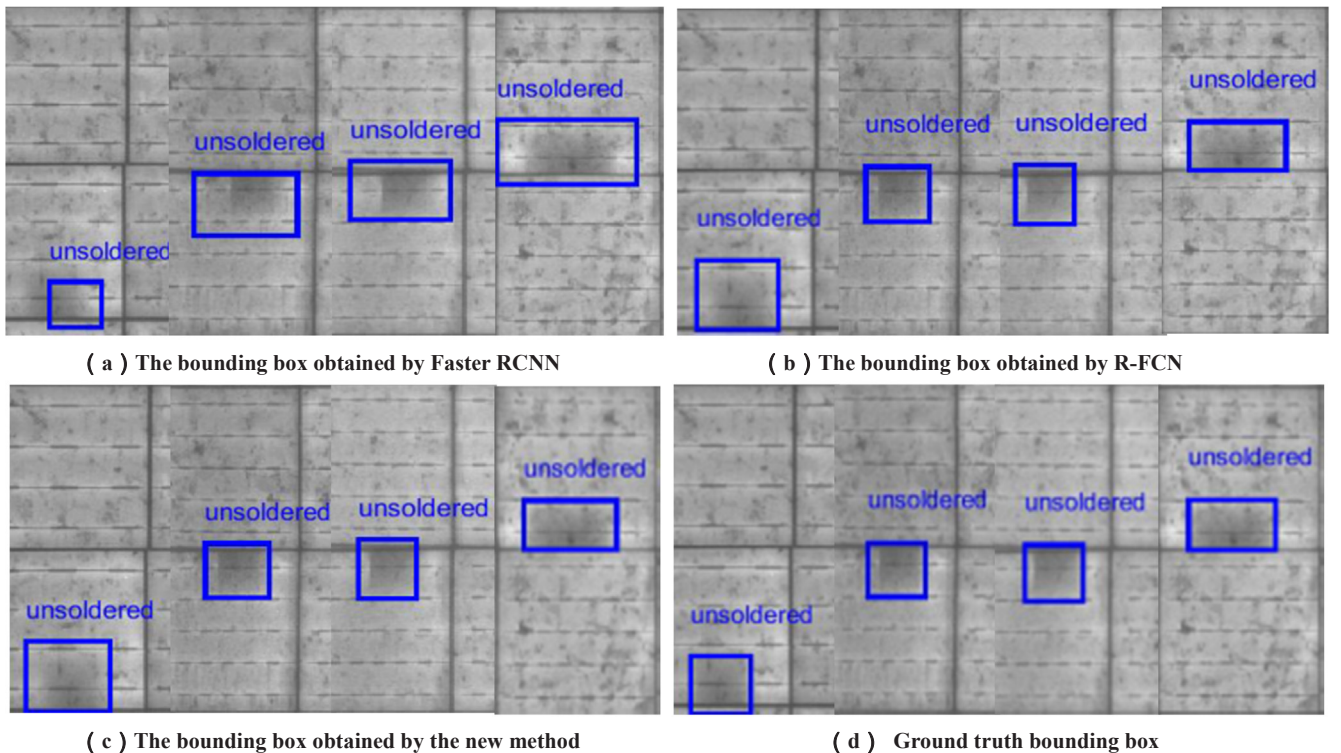 unsoldered
unsoldered
unsoldered
unsoldered
unsoldered
unsoldered
unsoldered
unsoldered
( a ) The bounding box obtained by Faster RCNN
( b ) The bounding box obtained by R-FCN
unsoldered
unsoldered
unsoldered
unsoldered
unsoldered
unsoldered
unsoldered
unsoldered
( c ) The bounding box obtained by the new method
( d ) Ground truth bounding box